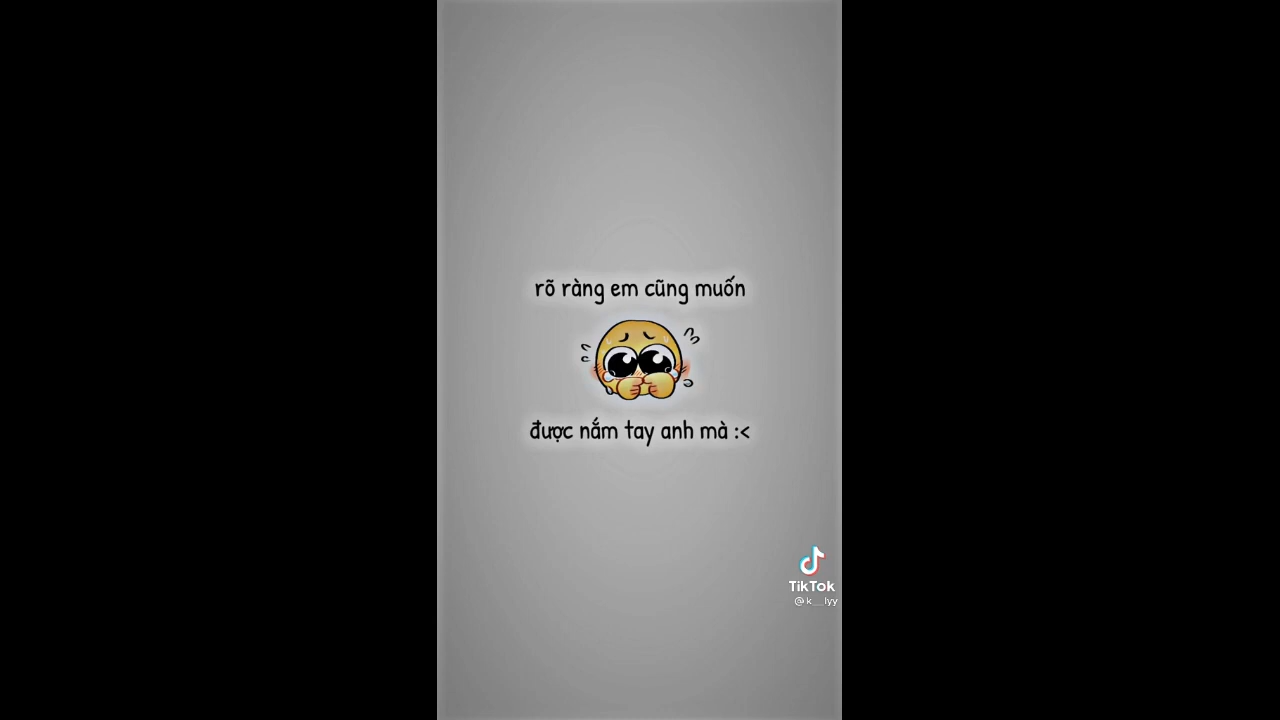 rõ ràng em cũng muốn
được nắm tay anh mà :<
TikTok
@k__lyy